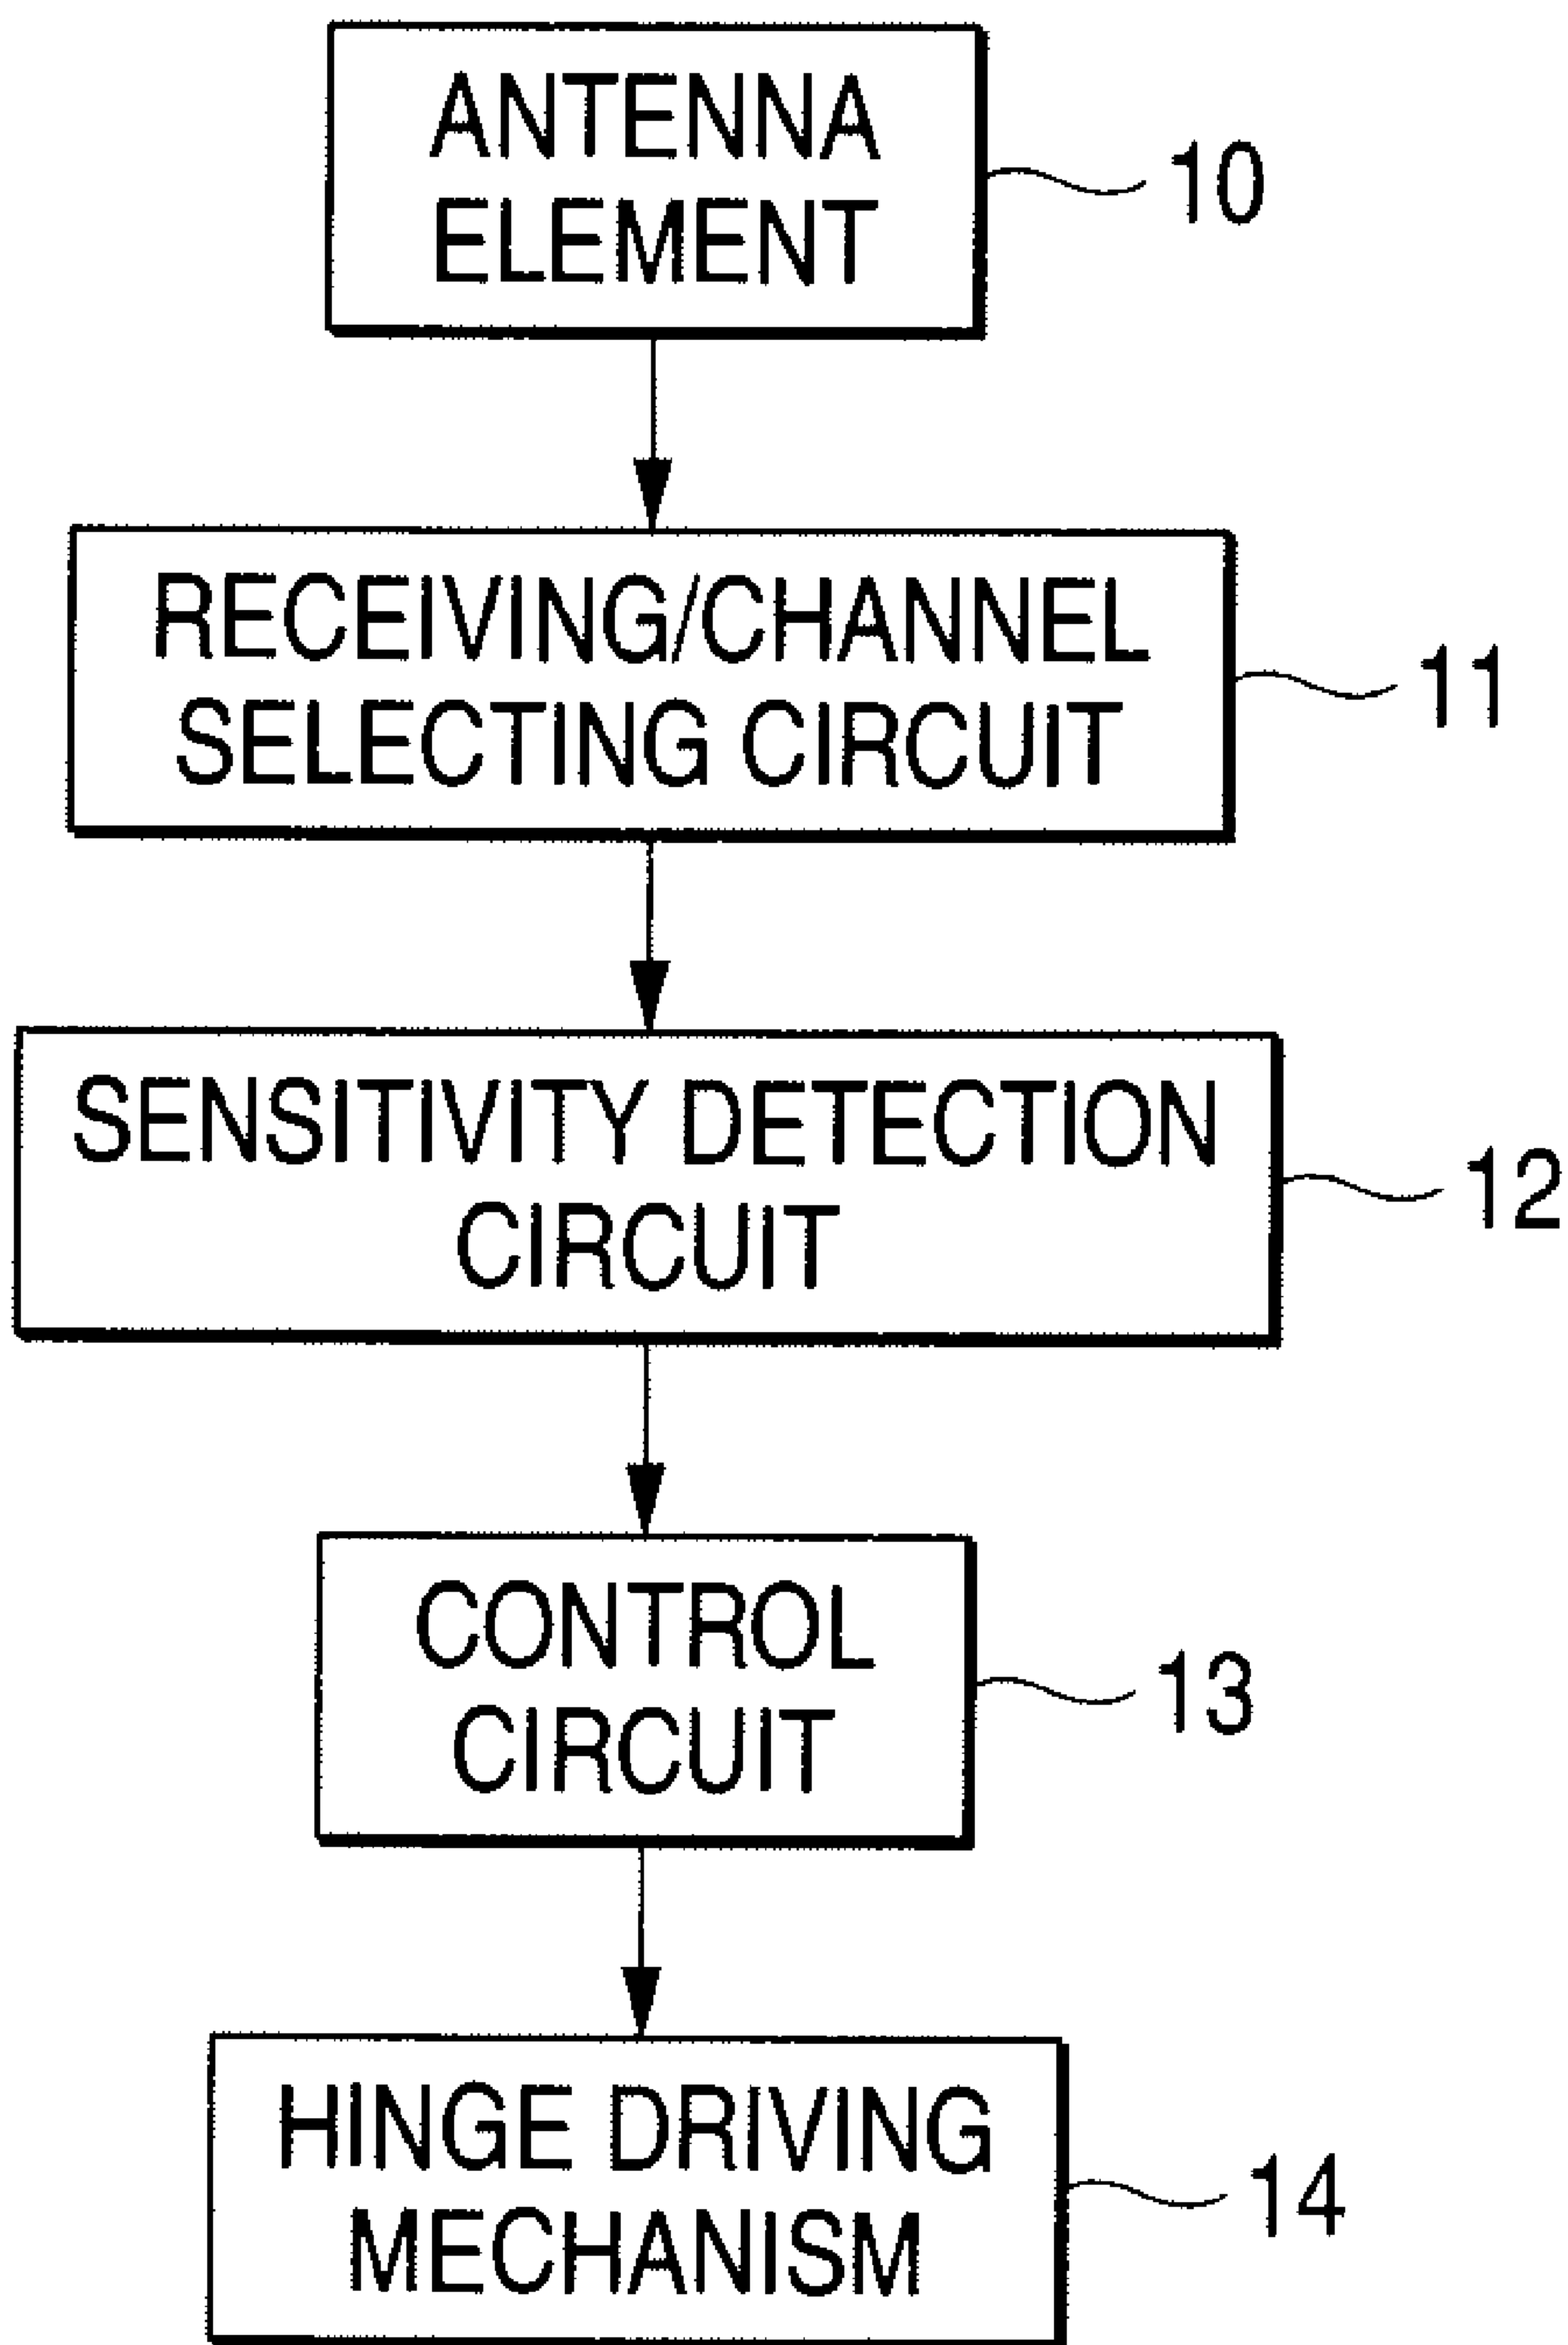 ANTENNA
ELEMENT
10
RECEIVING/CHANNEL
SELECTING CIRCUIT
11
SENSITIVITY DETECTION
CIRCUIT
12
CONTROL
CIRCUIT
13
HINGE DRIVING
MECHANISM
14